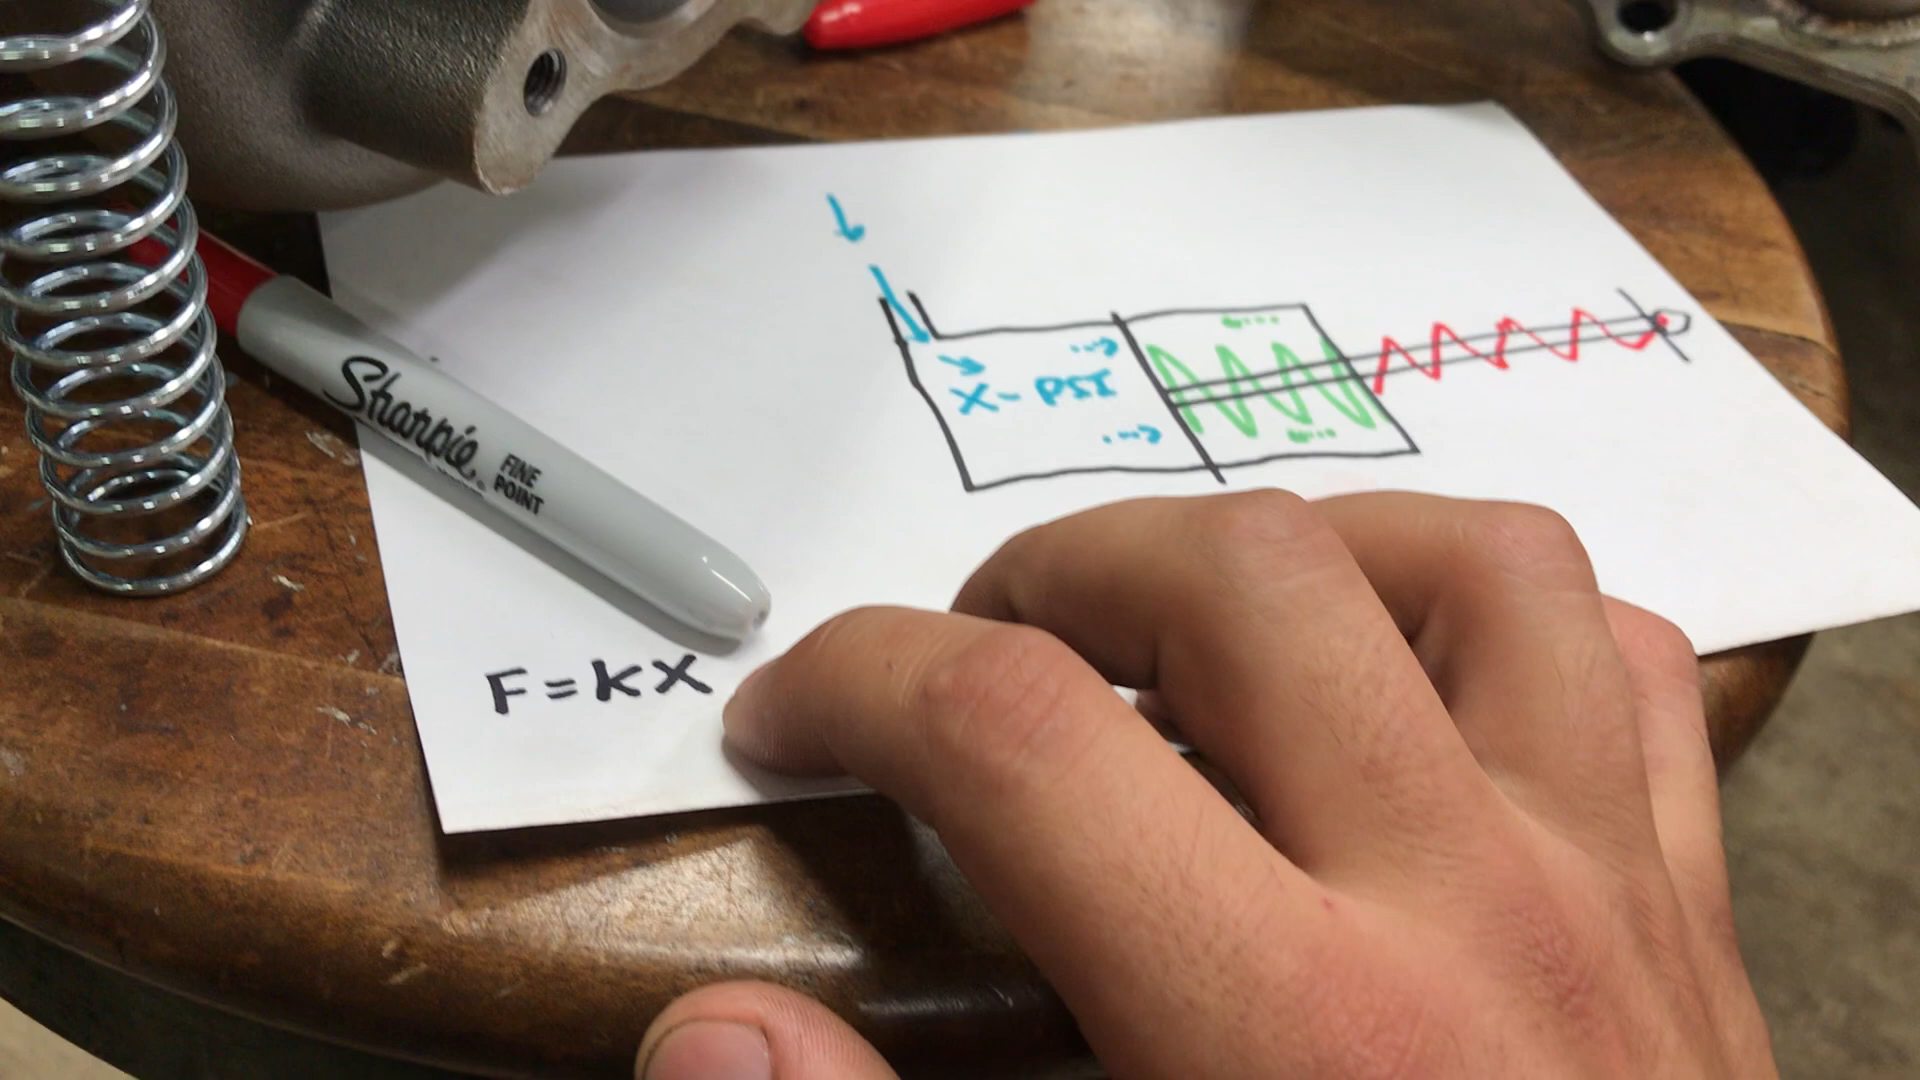 X- PSI
Sharpie.
FINE
POINT
F=KX